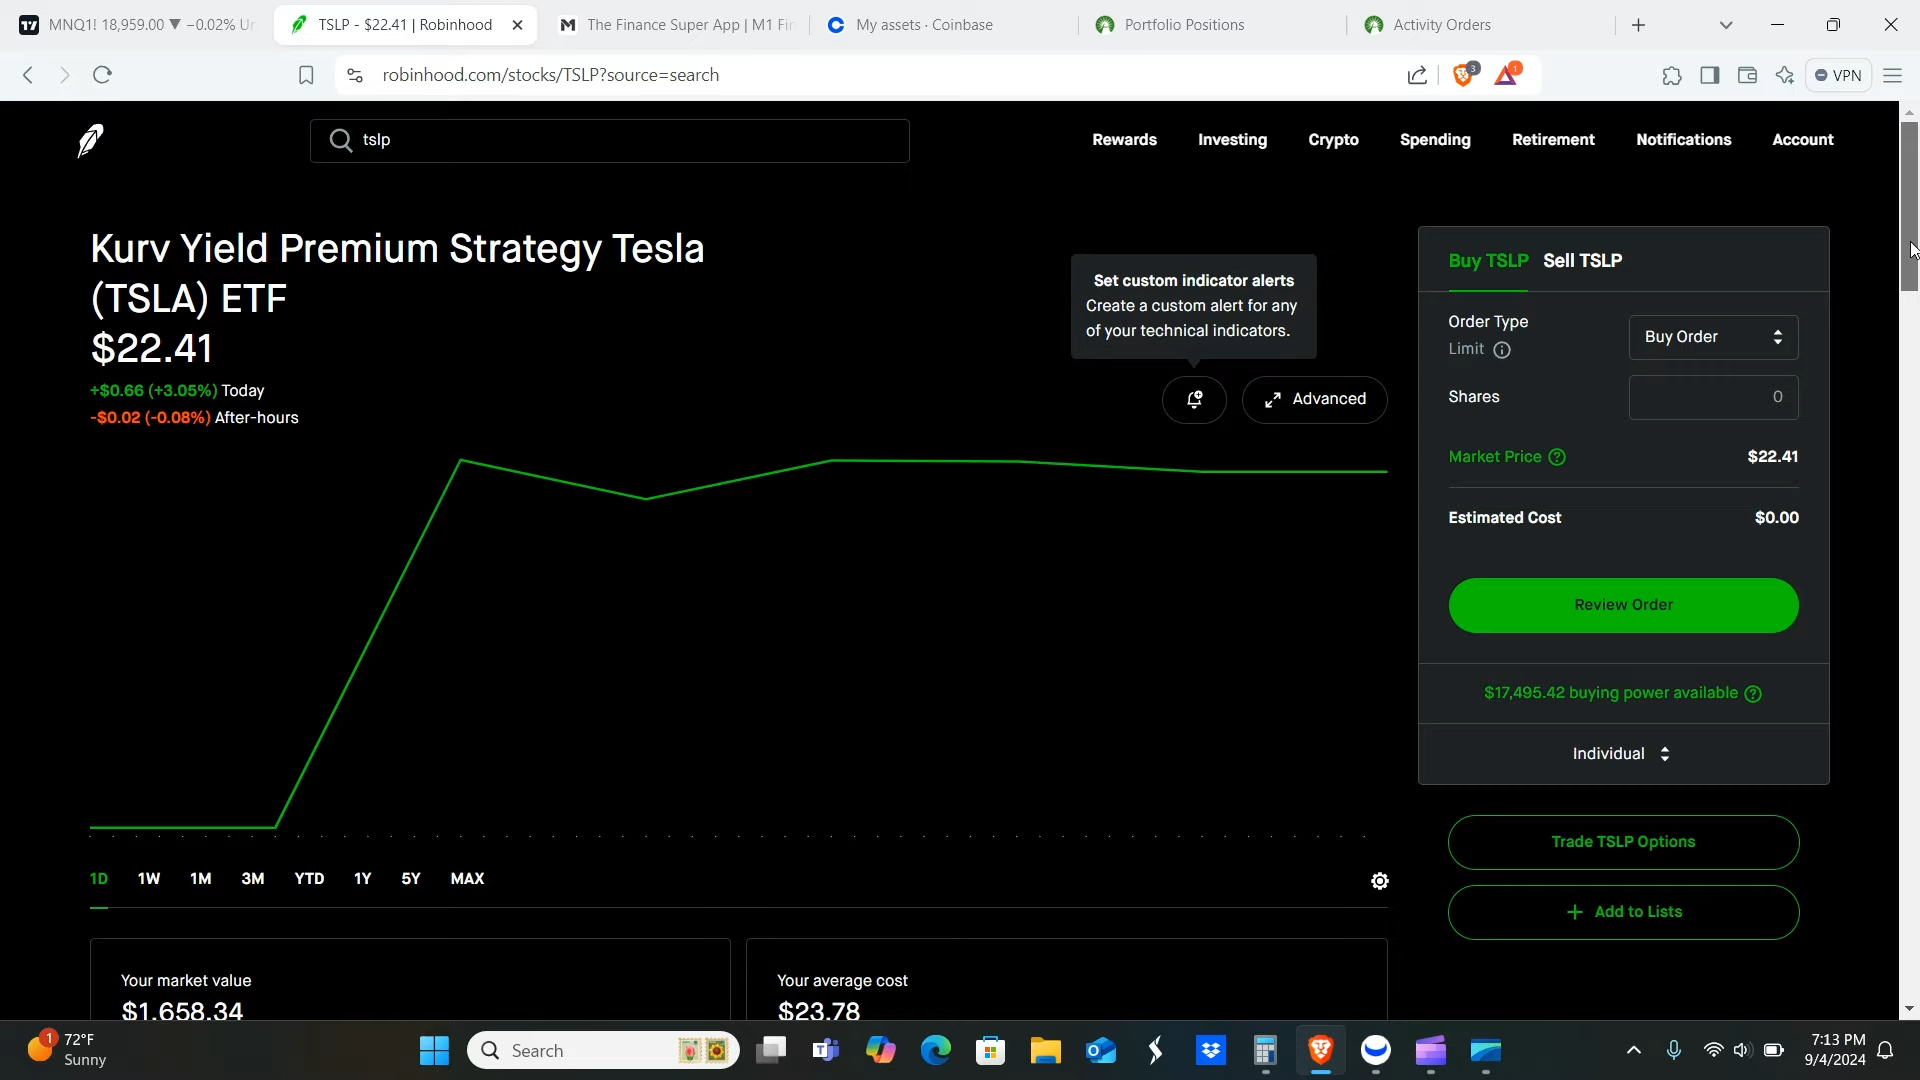 MNQ1! 18,959.00 ▼ −0.02% Ur
TSLP - $22.41 | Robinhood
The Finance Super App | M1 Fin
My assets · Coinbase
Portfolio Positions
Activity Orders
robinhood.com/stocks/TSLP?source=search
3
1
VPN
tslp
Rewards
Investing
Crypto
Spending
Retirement
Notifications
Account
Kurv Yield Premium Strategy Tesla
(TSLA) ETF
$22.41
+$0.66 (+3.05%) Today
-$0.02 (-0.08%) After-hours
Set custom indicator alerts
Create a custom alert for any
of your technical indicators.
Advanced
1D
1W
1M
3M
YTD
1Y
5Y
MAX
Your market value
$1,658.34
Your average cost
$23.78
Buy TSLP
Sell TSLP
Order Type
Limit
Buy Order
Shares
0
Market Price
$22.41
Estimated Cost
$0.00
Review Order
$17,495.42 buying power available
Individual
Trade TSLP Options
+ Add to Lists
1
72°F
Sunny
Search
7:13 PM
9/4/2024